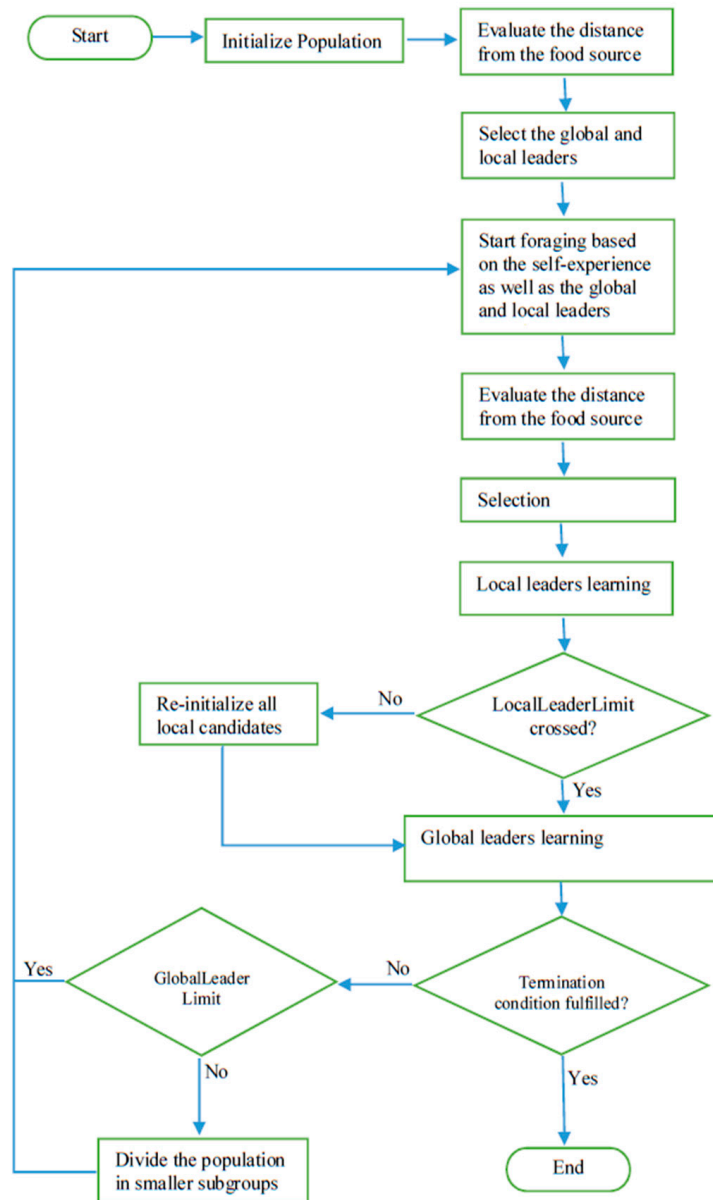 Start
Initialize Population
Evaluate the distance
from the food source
Select the global and
local leaders
Start foraging based
on the self-experience
as well as the global
and local leaders
Evaluate the distance
from the food source
Selection
Local leaders learning
LocalLeaderLimit
crossed?
No
Re-initialize all
local candidates
Yes
Global leaders learning
Termination
condition fulfilled?
No
GlobalLeader
Limit
Yes
No
Divide the population
in smaller subgroups
Yes
End